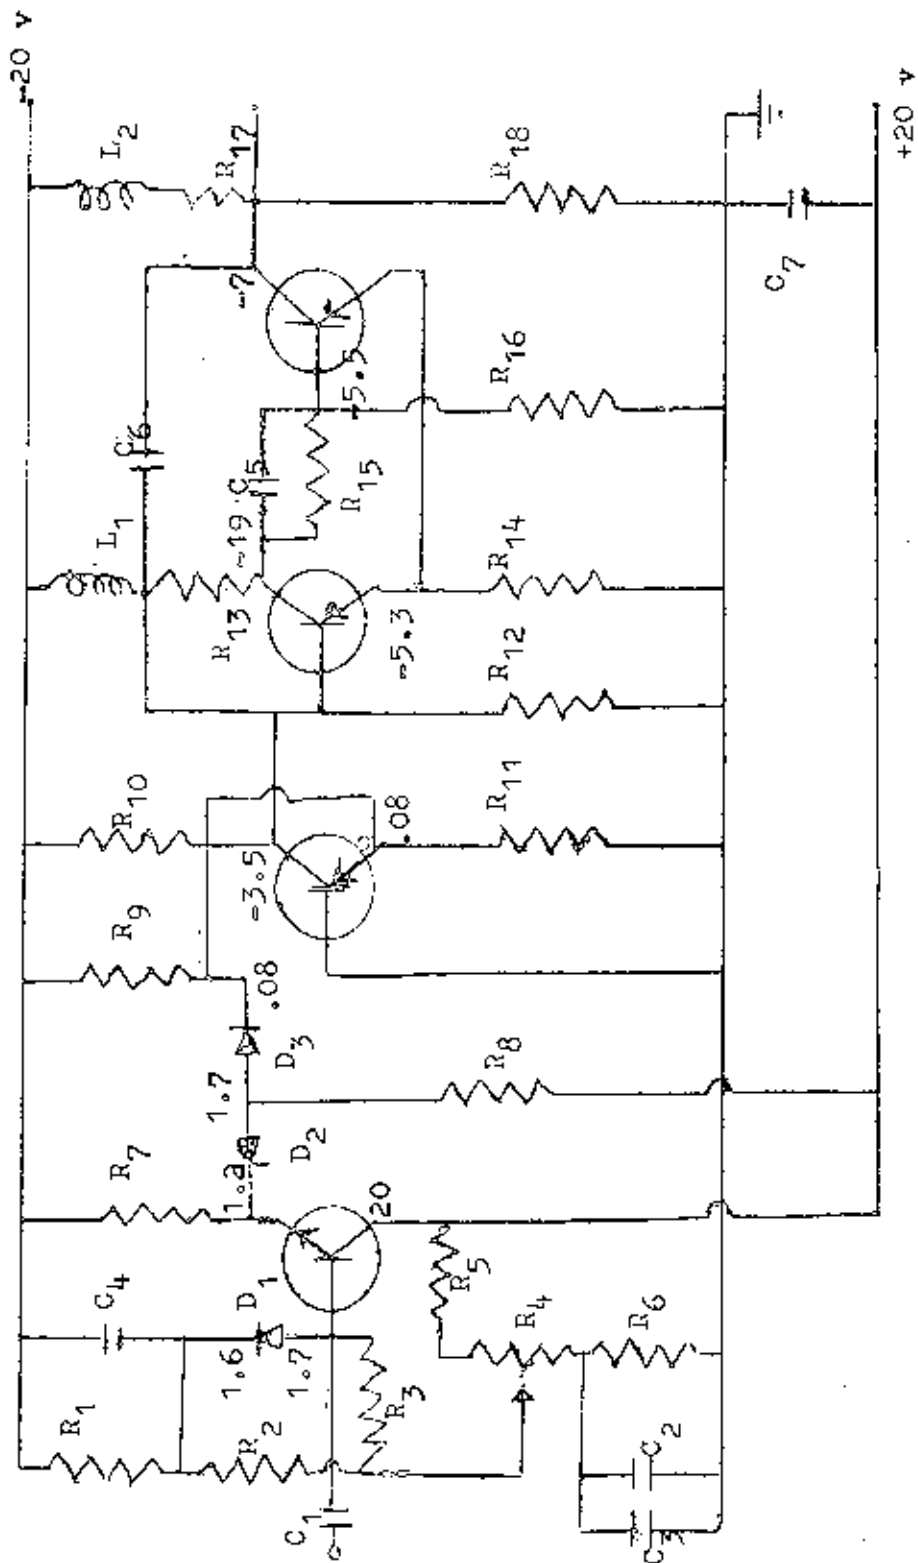 -20 v
L2
R17
R18
C7
+20 v
-7
-5.5
R16
C6
C5
R15
L1
-19
R13
-5.3
R14
R12
R10
-3.5
.08
R11
R9
.08
D3
1.7
R8
R7
D2
20
C4
D1
1.6
1.7
R5
R4
R6
R1
R2
R3
C1
C2
C3